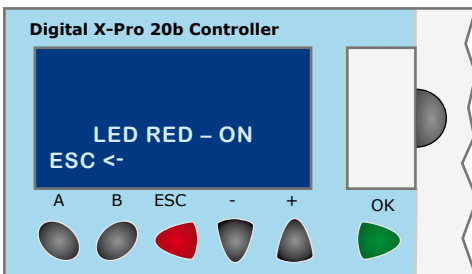 Digital X-Pro 20b Controller
LED RED – ON
ESC <-
A B ESC - + OK